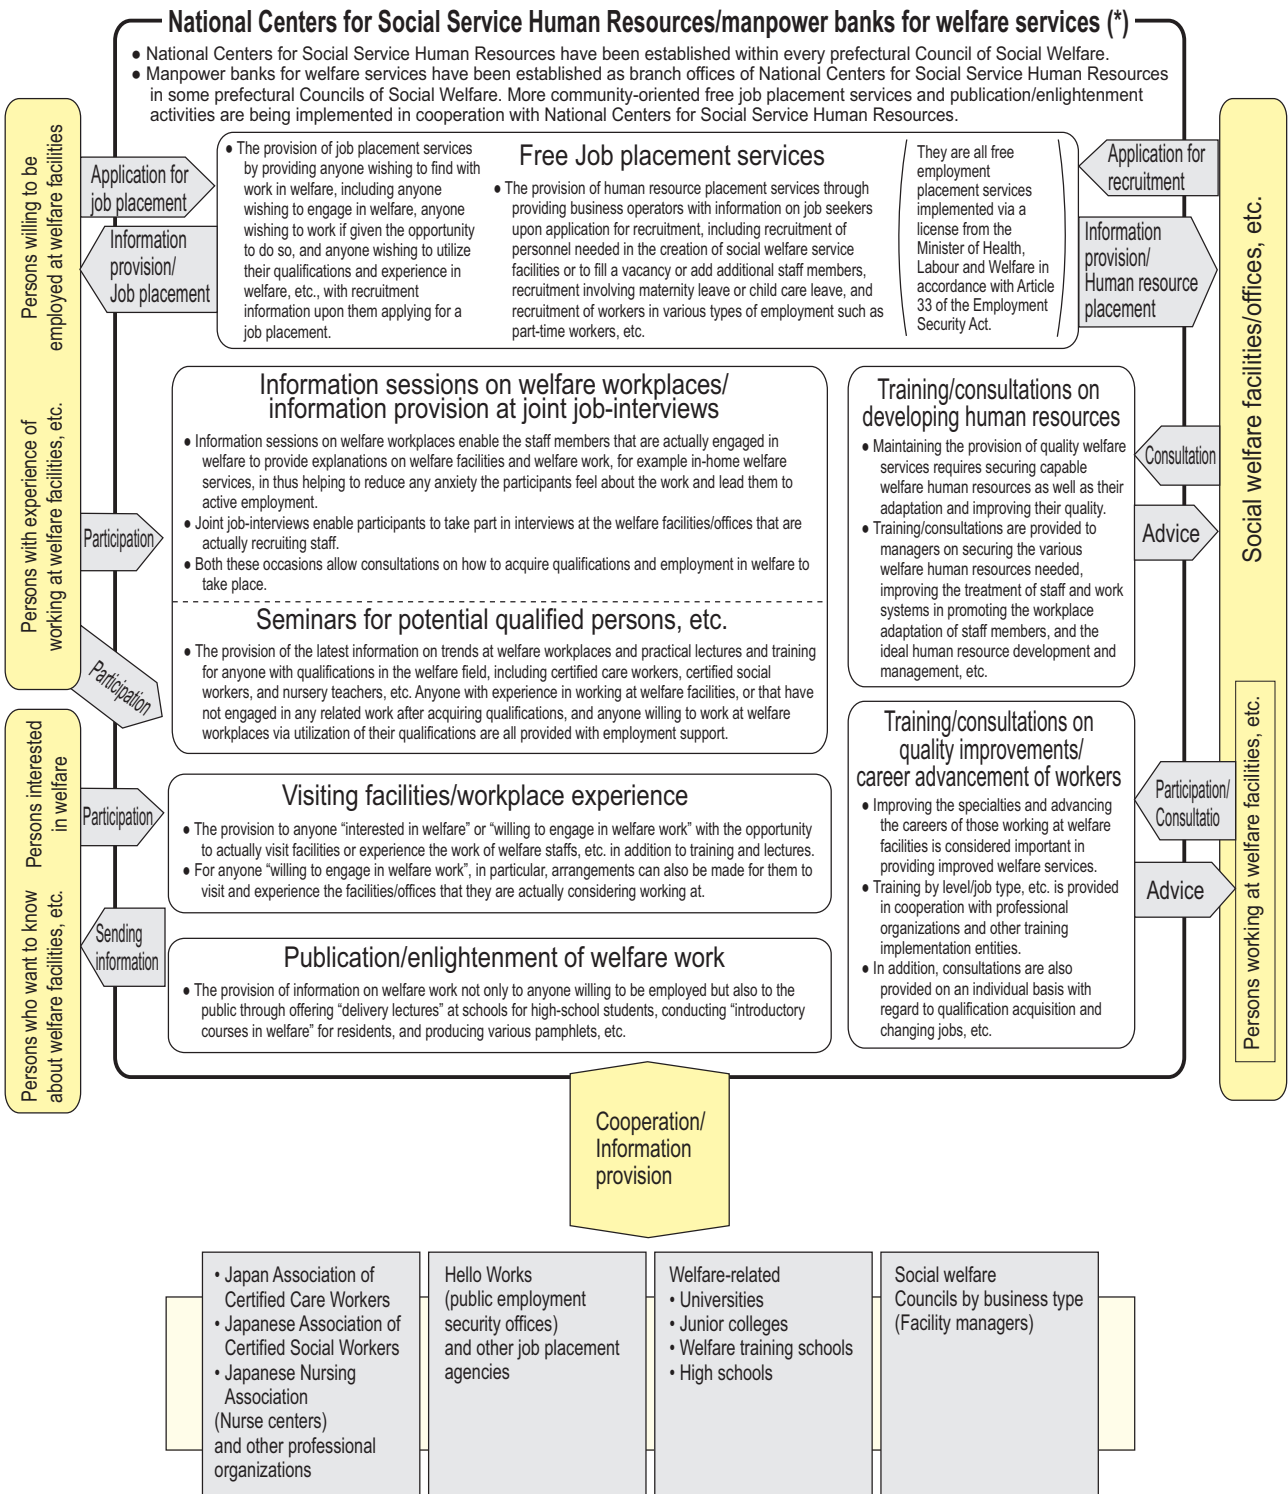 National Centers for Social Service Human Resources/manpower banks for welfare services (*)
● National Centers for Social Service Human Resources have been established within every prefectural Council of Social Welfare.
● Manpower banks for welfare services have been established as branch offices of National Centers for Social Service Human Resources
in some prefectural Councils of Social Welfare. More community-oriented free job placement services and publication/enlightenment
activities are being implemented in cooperation with National Centers for Social Service Human Resources.
Persons willing to be
employed at welfare facilities
Persons with experience of
working at welfare facilities, etc.
Application for
job placement
Information
provision/
Job placement
● The provision of job placement services
by providing anyone wishing to find with
work in welfare, including anyone
wishing to engage in welfare, anyone
wishing to work if given the opportunity
to do so, and anyone wishing to utilize
their qualifications and experience in
welfare, etc., with recruitment
information upon them applying for a
job placement.
Free Job placement services
● The provision of human resource placement services through
providing business operators with information on job seekers
upon application for recruitment, including recruitment of
personnel needed in the creation of social welfare service
facilities or to fill a vacancy or add additional staff members,
recruitment involving maternity leave or child care leave, and
recruitment of workers in various types of employment such as
part-time workers, etc.
They are all free
employment
placement services
implemented via a
license from the
Minister of Health,
Labour and Welfare in
accordance with Article
33 of the Employment
Security Act.
Application for
recruitment
Information
provision/
Human resource
placement
Social welfare facilities/offices, etc.
Participation
Participation
Information sessions on welfare workplaces/
information provision at joint job-interviews
● Information sessions on welfare workplaces enable the staff members that are actually engaged in
welfare to provide explanations on welfare facilities and welfare work, for example in-home welfare
services, in thus helping to reduce any anxiety the participants feel about the work and lead them to
active employment.
● Joint job-interviews enable participants to take part in interviews at the welfare facilities/offices that are
actually recruiting staff.
● Both these occasions allow consultations on how to acquire qualifications and employment in welfare to
take place.
Seminars for potential qualified persons, etc.
● The provision of the latest information on trends at welfare workplaces and practical lectures and training
for anyone with qualifications in the welfare field, including certified care workers, certified social
workers, and nursery teachers, etc. Anyone with experience in working at welfare facilities, or that have
not engaged in any related work after acquiring qualifications, and anyone willing to work at welfare
workplaces via utilization of their qualifications are all provided with employment support.
Training/consultations on
developing human resources
● Maintaining the provision of quality welfare
services requires securing capable
welfare human resources as well as their
adaptation and improving their quality.
● Training/consultations are provided to
managers on securing the various
welfare human resources needed,
improving the treatment of staff and work
systems in promoting the workplace
adaptation of staff members, and the
ideal human resource development and
management, etc.
Consultation
Advice
Persons interested
in welfare
Persons who want to know
about welfare facilities, etc.
Participation
Visiting facilities/workplace experience
● The provision to anyone “interested in welfare” or “willing to engage in welfare work” with the opportunity
to actually visit facilities or experience the work of welfare staffs, etc. in addition to training and lectures.
● For anyone “willing to engage in welfare work”, in particular, arrangements can also be made for them to
visit and experience the facilities/offices that they are actually considering working at.
Sending
information
Publication/enlightenment of welfare work
● The provision of information on welfare work not only to anyone willing to be employed but also to the
public through offering “delivery lectures” at schools for high-school students, conducting “introductory
courses in welfare” for residents, and producing various pamphlets, etc.
Training/consultations on
quality improvements/
career advancement of workers
● Improving the specialties and advancing
the careers of those working at welfare
facilities is considered important in
providing improved welfare services.
● Training by level/job type, etc. is provided
in cooperation with professional
organizations and other training
implementation entities.
● In addition, consultations are also
provided on an individual basis with
regard to qualification acquisition and
changing jobs, etc.
Participation/
Consultatio
Advice
Persons working at welfare facilities, etc.
Cooperation/
Information
provision
• Japan Association of
Certified Care Workers
• Japanese Association of
Certified Social Workers
• Japanese Nursing
Association
(Nurse centers)
and other professional
organizations
Hello Works
(public employment
security offices)
and other job placement
agencies
Welfare-related
• Universities
• Junior colleges
• Welfare training schools
• High schools
Social welfare
Councils by business type
(Facility managers)